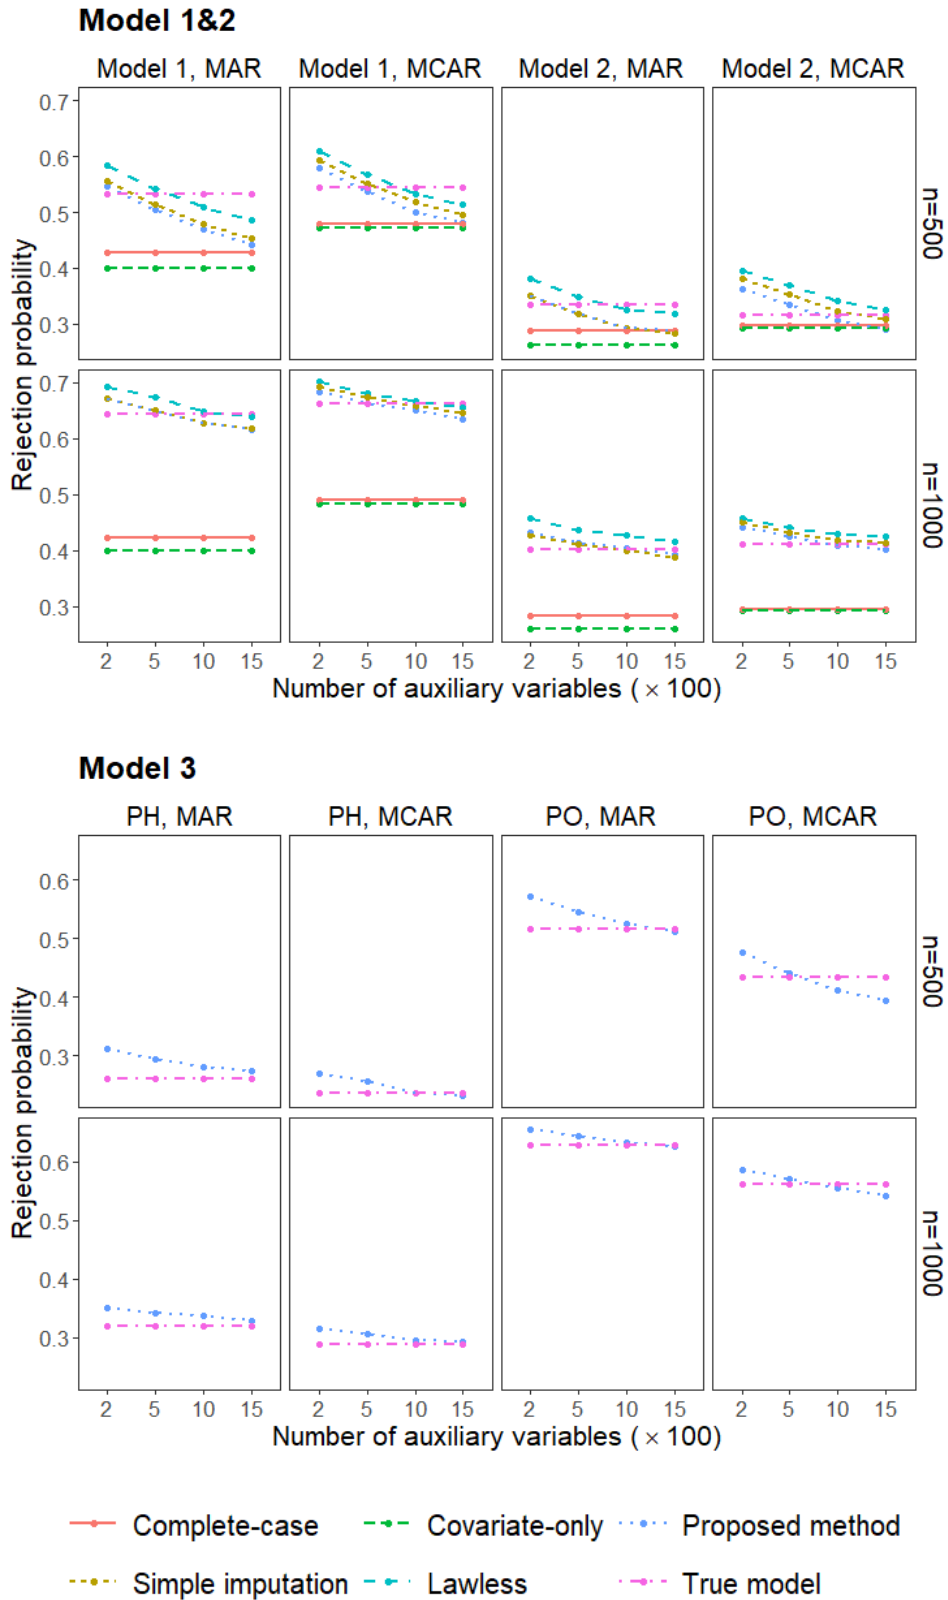 Model 1&2
Model 1, MAR
Model 1, MCAR
Model 2, MAR
Model 2, MCAR
0.7
0.6
0.5
0.4
0.3
n=500
Rejection probability
0.7
0.6
0.5
0.4
0.3
n=1000
2 5 10 15
2 5 10 15
2 5 10 15
2 5 10 15
Number of auxiliary variables ( × 100)
Model 3
PH, MAR
PH, MCAR
PO, MAR
PO, MCAR
0.6
0.5
0.4
0.3
n=500
Rejection probability
0.6
0.5
0.4
0.3
n=1000
2 5 10 15
2 5 10 15
2 5 10 15
2 5 10 15
Number of auxiliary variables ( × 100)
Complete-case
Covariate-only
Proposed method
Simple imputation
Lawless
True model